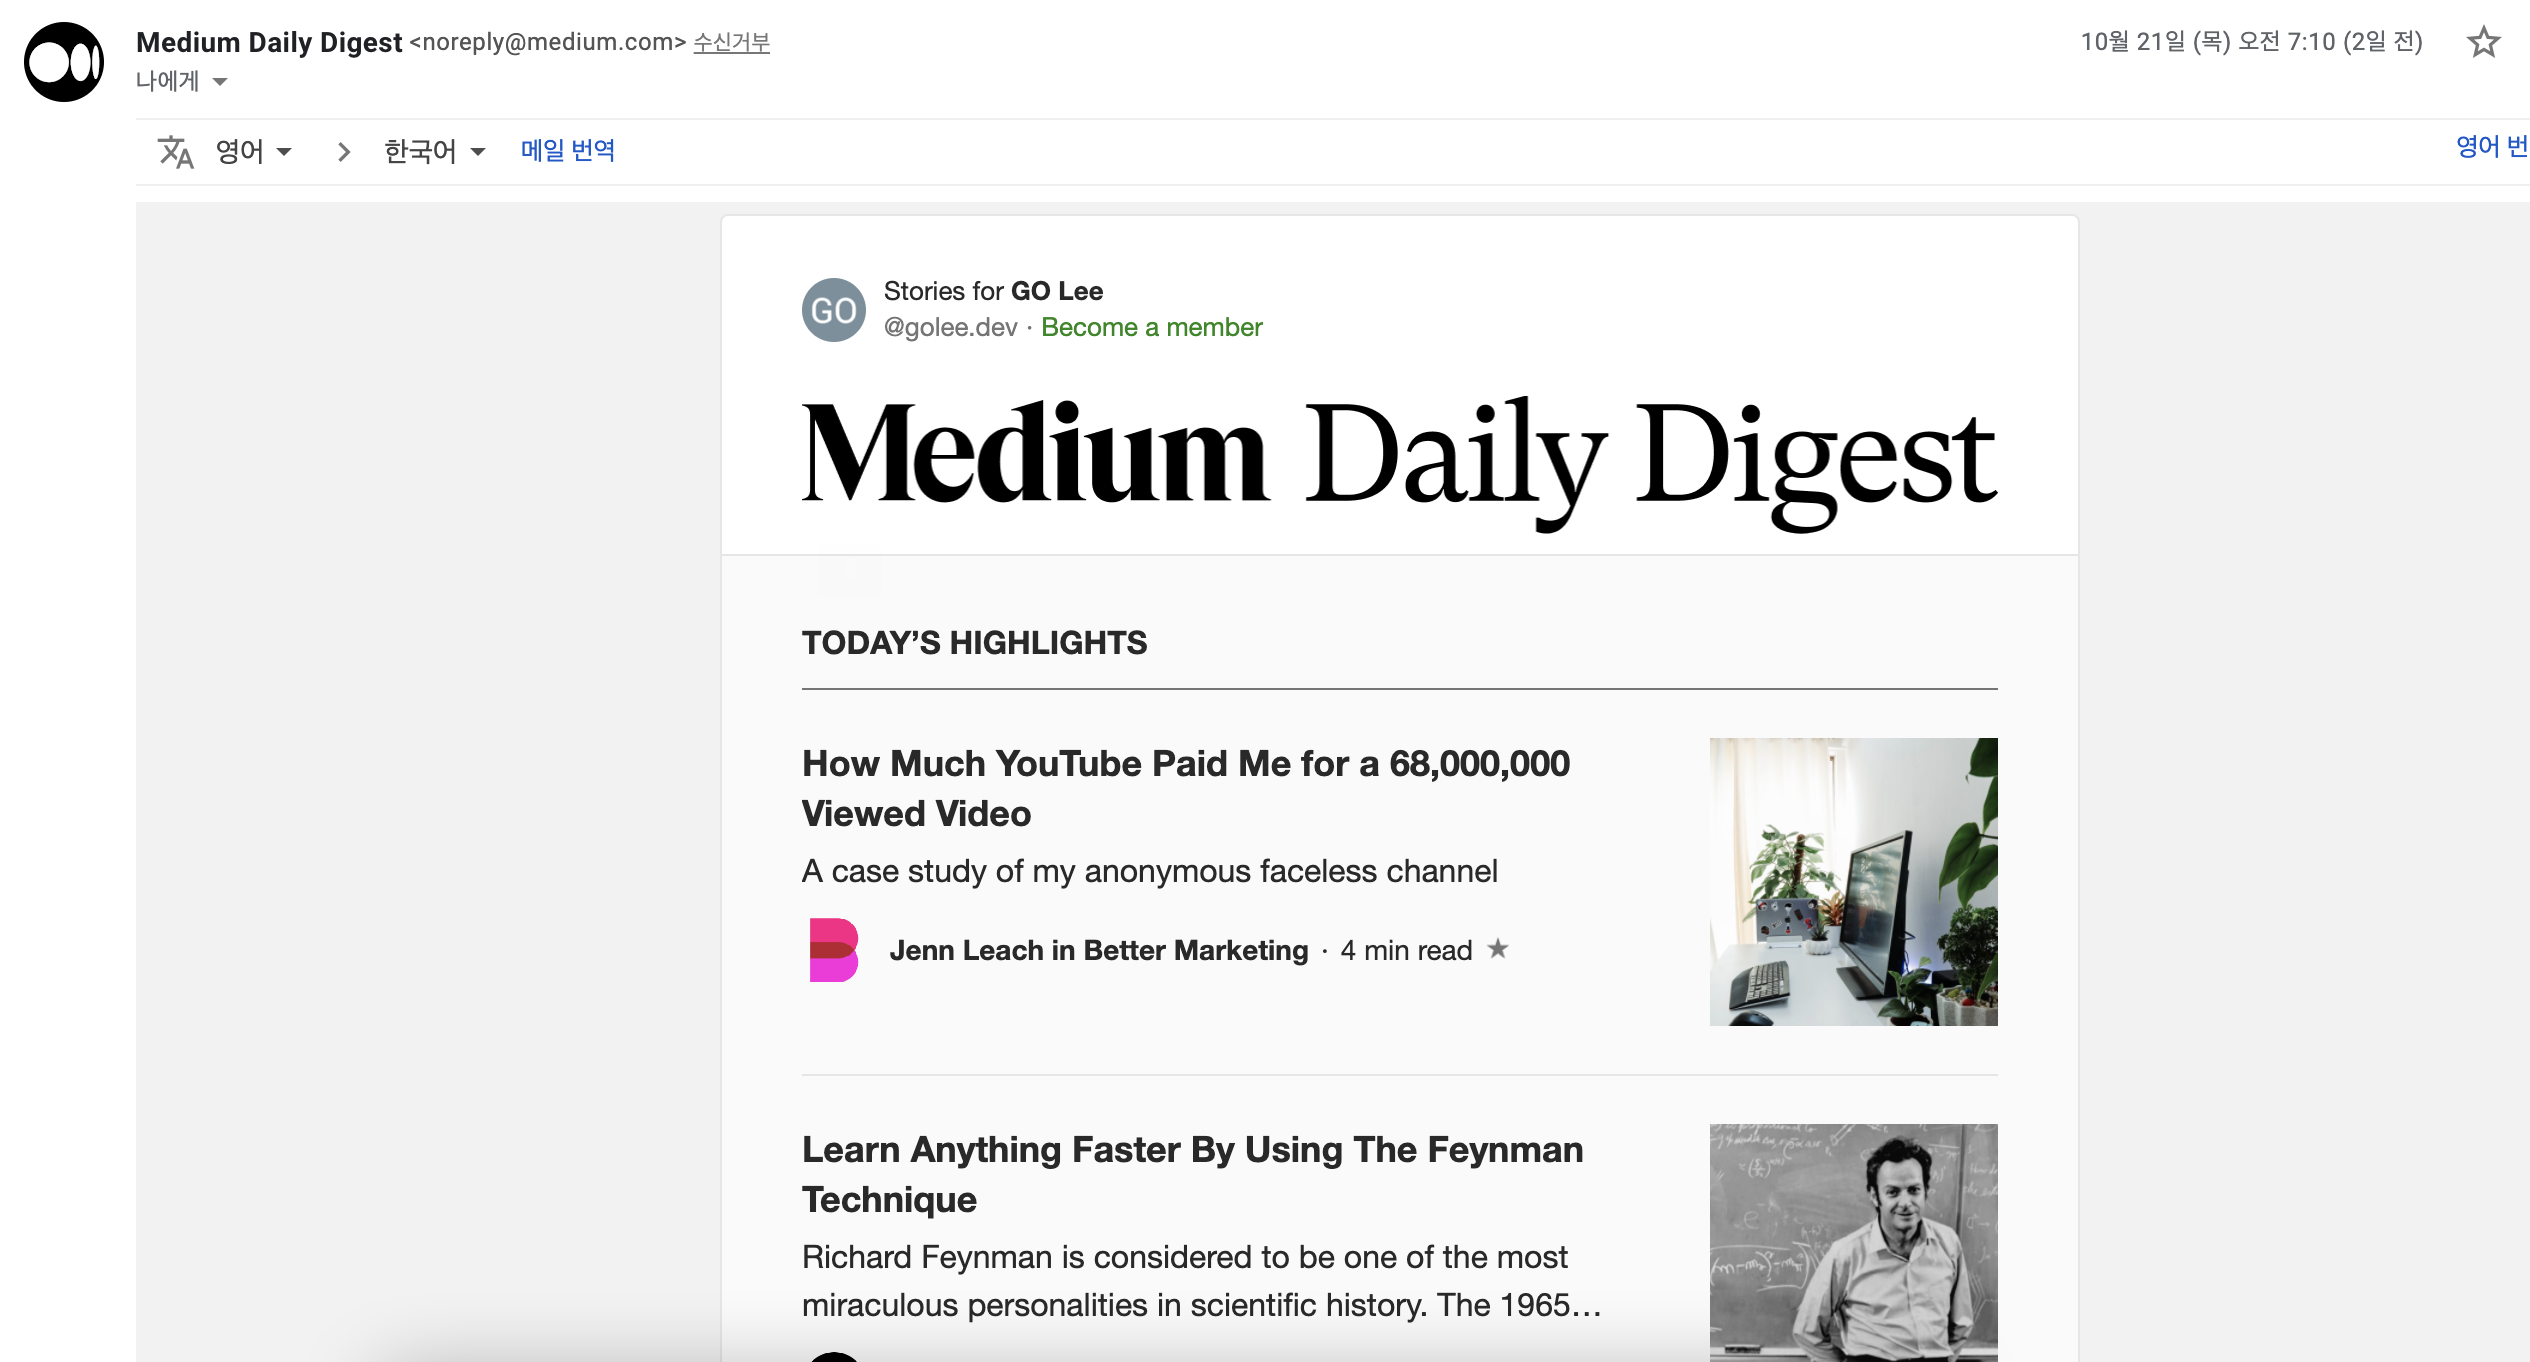 Medium Daily Digest <noreply@medium.com> 수신거부
10월 21일 (목) 오전 7:10 (2일 전)
나에게
영어 > 한국어 메일 번역
영어 번
GO
Stories for GO Lee
@golee.dev · Become a member
Medium Daily Digest
TODAY’S HIGHLIGHTS
How Much YouTube Paid Me for a 68,000,000
Viewed Video
A case study of my anonymous faceless channel
Jenn Leach in Better Marketing · 4 min read ★
Learn Anything Faster By Using The Feynman
Technique
Richard Feynman is considered to be one of the most
miraculous personalities in scientific history. The 1965…